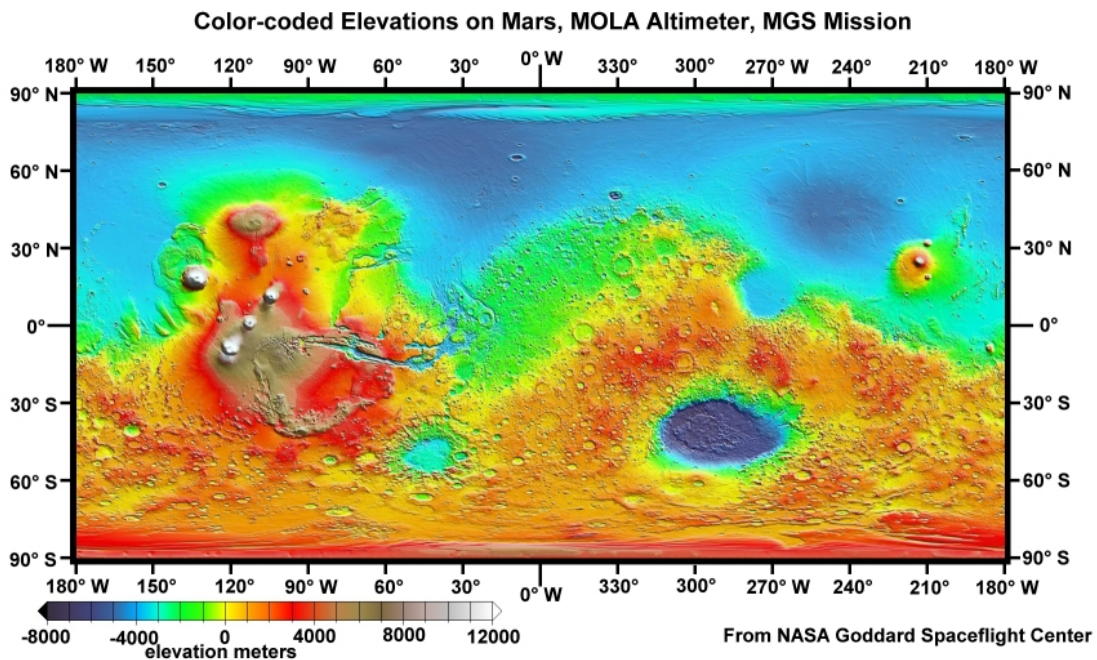 Color-coded Elevations on Mars, MOLA Altimeter, MGS Mission
180° W 150° 120° 90° W 60° 30° 0° W 330° 300° W 270° W 240° 210° 180° W
90° N 90° N
60° N 60° N
30° N 30° N
0° 0°
30° S 30° S
60° S 60° S
90° S 90° S
180° W 150° 120° 90° W 60° 30° 0° W 330° 300° 270° W 240° 210° 180° W
-8000 -4000 0 4000 8000 12000
elevation meters
From NASA Goddard Spaceflight Center